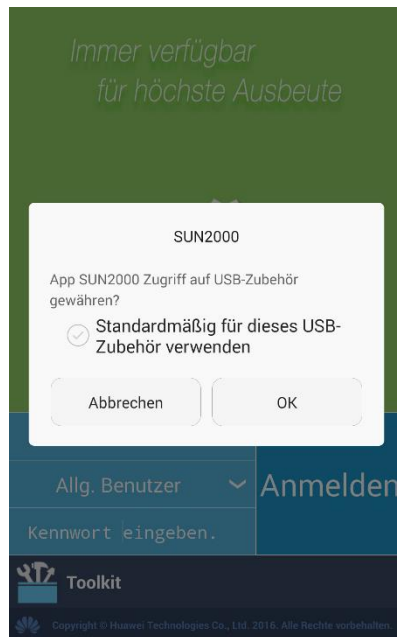 Immer verfügbar
für höchste Ausbeute
SUN2000
App SUN2000 Zugriff auf USB-Zubehör
gewähren?
Standardmäßig für dieses USB-
Zubehör verwenden
Abbrechen
OK
Allg. Benutzer
Anmelden
Kennwort eingeben.
Toolkit
Copyright © Huawei Technologies Co., Ltd. 2016. Alle Rechte vorbehalten.